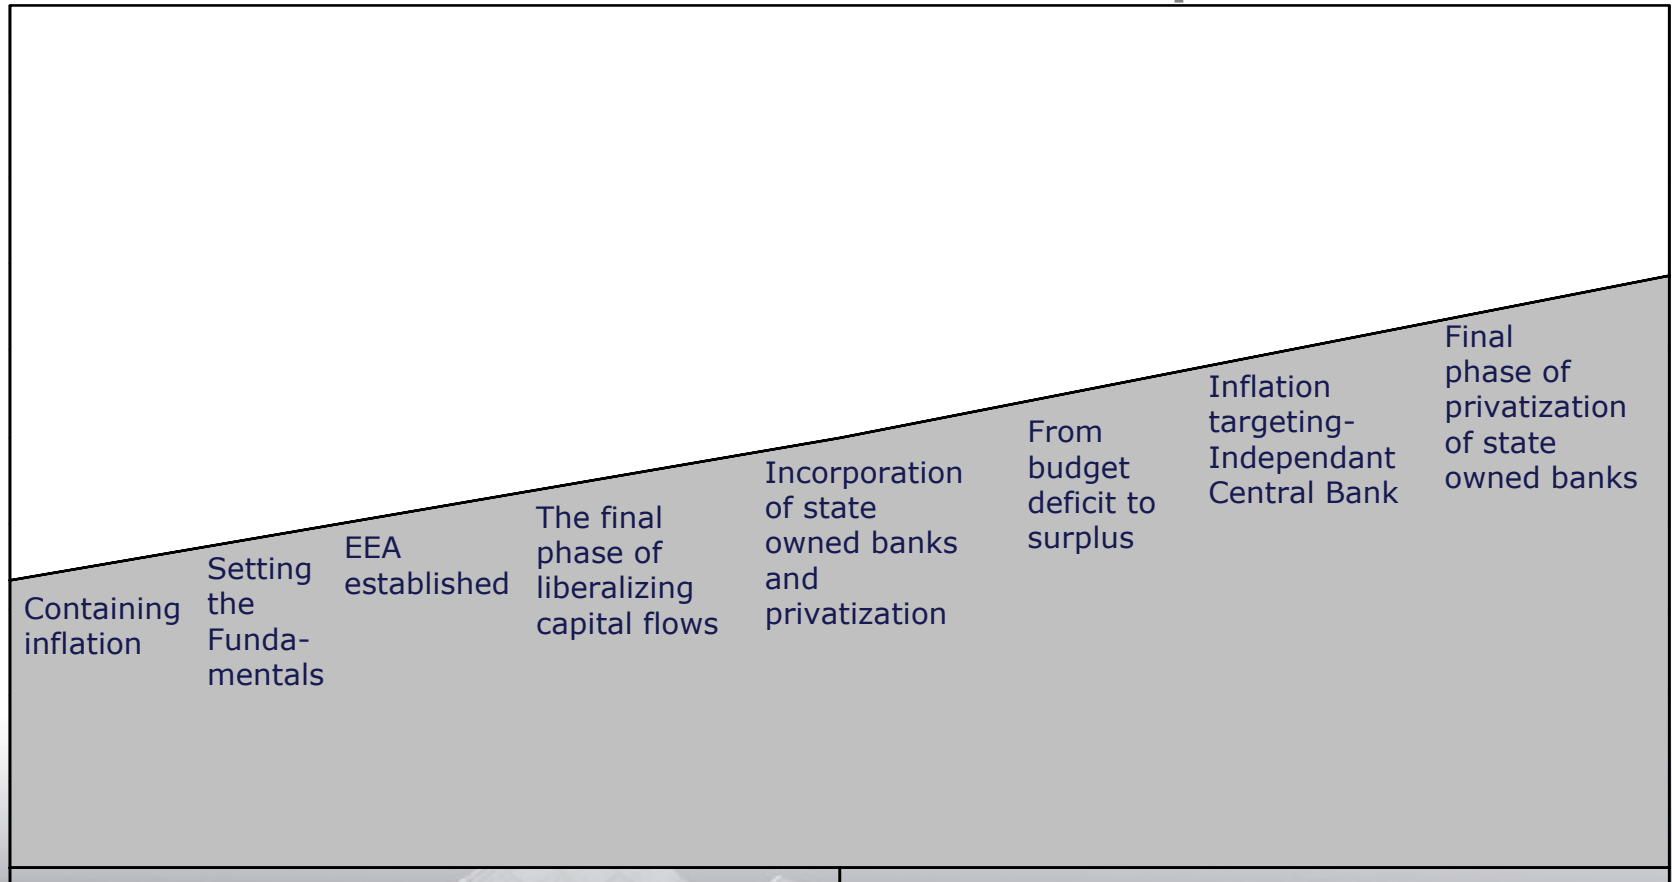 Containing
inflation
Setting
the
Funda-
mentals
EEA
established
The final
phase of
liberalizing
capital flows
Incorporation
of state
owned banks
and
privatization
From
budget
deficit to
surplus
Inflation
targeting-
Independant
Central Bank
Final
phase of
privatization
of state
owned banks